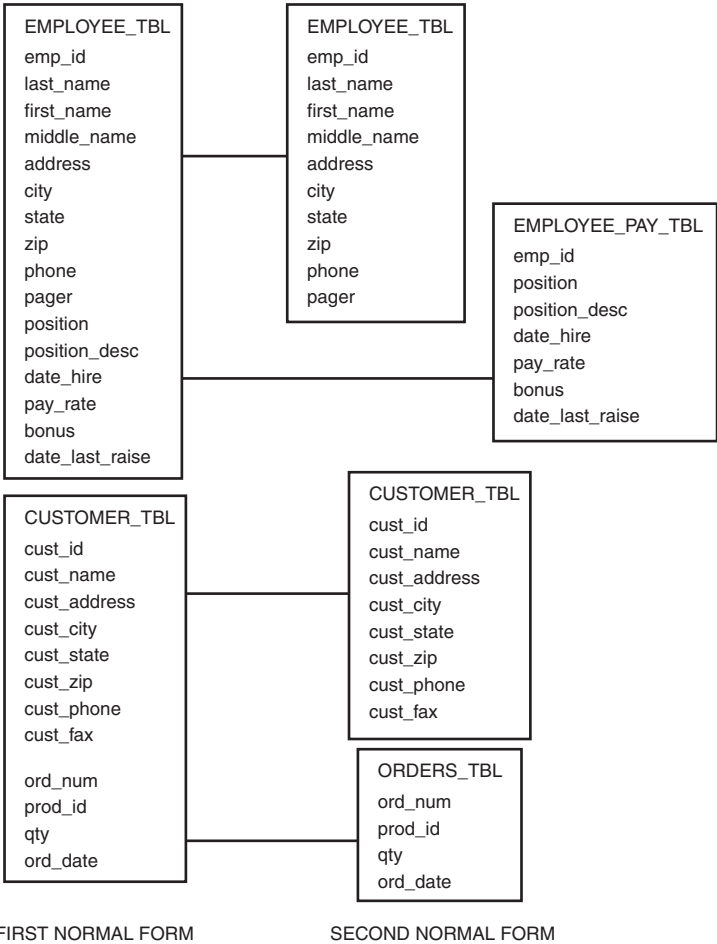 EMPLOYEE_TBL
emp_id
last_name
first_name
middle_name
address
city
state
zip
phone
pager
position
position_desc
date_hire
pay_rate
bonus
date_last_raise
EMPLOYEE_TBL
emp_id
last_name
first_name
middle_name
address
city
state
zip
phone
pager
EMPLOYEE_PAY_TBL
emp_id
position
position_desc
date_hire
pay_rate
bonus
date_last_raise
CUSTOMER_TBL
cust_id
cust_name
cust_address
cust_city
cust_state
cust_zip
cust_phone
cust_fax
ord_num
prod_id
qty
ord_date
CUSTOMER_TBL
cust_id
cust_name
cust_address
cust_city
cust_state
cust_zip
cust_phone
cust_fax
ORDERS_TBL
ord_num
prod_id
qty
ord_date
FIRST NORMAL FORM
SECOND NORMAL FORM